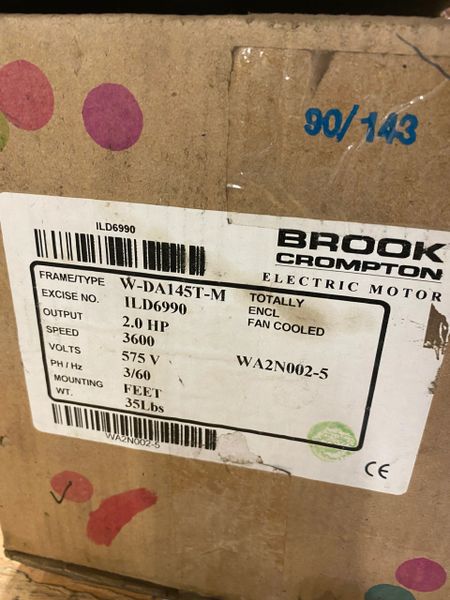 90/143
ILD6990
BROOK
CROMPTON
ELECTRIC MOTOR
FRAME/TYPE W-DA145T-M TOTALLY
EXCISE NO. 1LD6990 ENCL
OUTPUT 2.0 HP FAN COOLED
SPEED 3600
VOLTS 575 V WA2N002-5
PH/Hz 3/60
MOUNTING FEET
WT. 35Lbs
WA2N002-5
CE